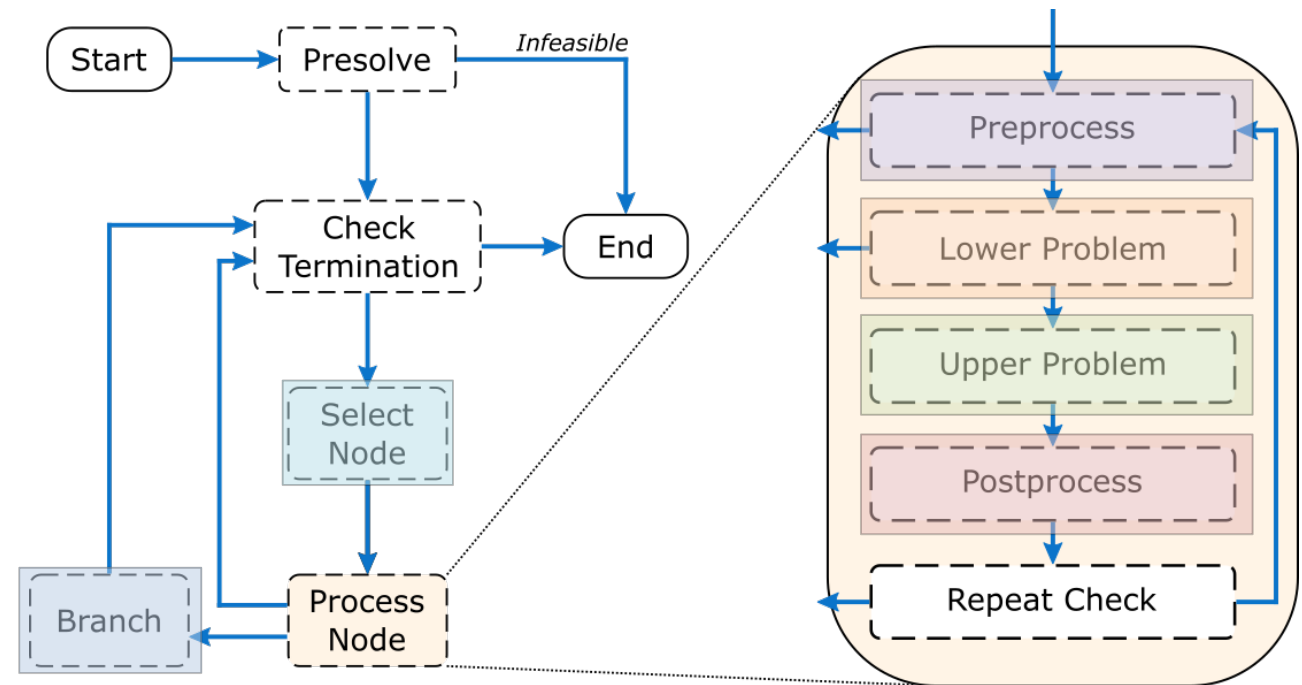 Start
Presolve
Infeasible
Check
Termination
End
Select
Node
Process
Node
Branch
Preprocess
Lower Problem
Upper Problem
Postprocess
Repeat Check